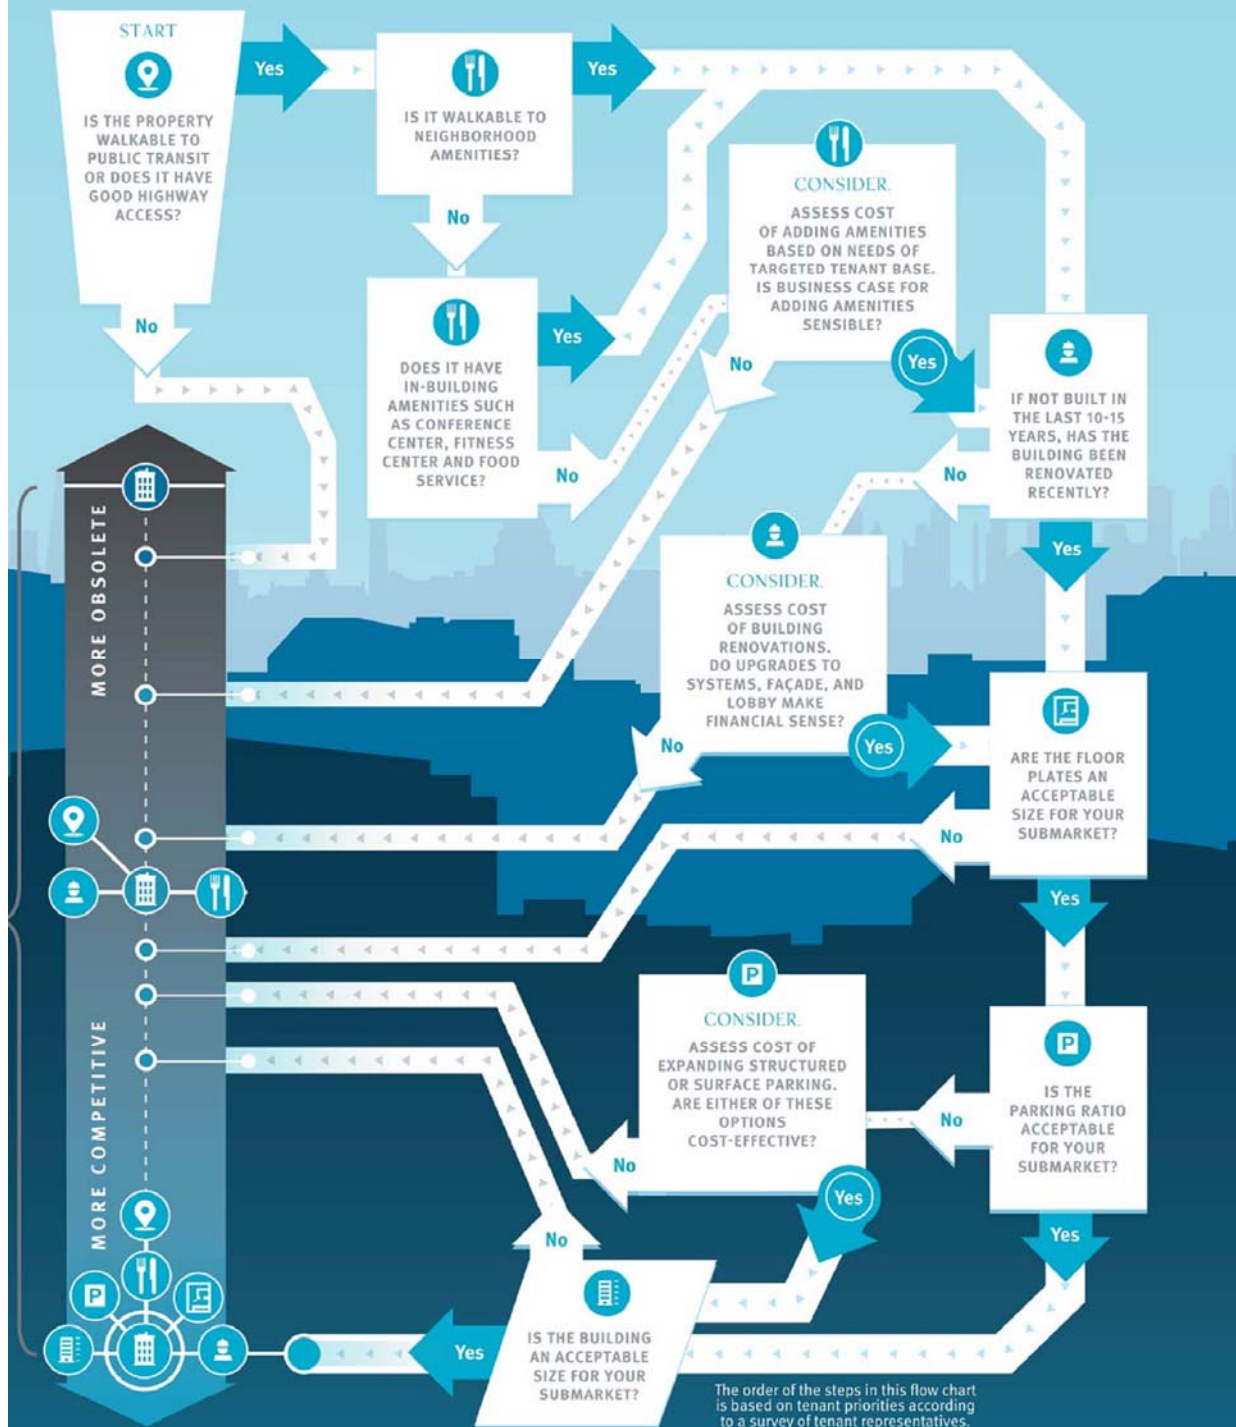 START
IS THE PROPERTY
WALKABLE TO
PUBLIC TRANSIT
OR DOES IT HAVE
GOOD HIGHWAY
ACCESS?
Yes
No
IS IT WALKABLE TO
NEIGHBORHOOD
AMENITIES?
Yes
No
DOES IT HAVE
IN-BUILDING
AMENITIES SUCH
AS CONFERENCE
CENTER, FITNESS
CENTER AND FOOD
SERVICE?
Yes
No
CONSIDER.
ASSESS COST
OF ADDING AMENITIES
BASED ON NEEDS OF
TARGETED TENANT BASE.
IS BUSINESS CASE FOR
ADDING AMENITIES
SENSIBLE?
No
Yes
IF NOT BUILT IN
THE LAST 10-15
YEARS, HAS THE
BUILDING BEEN
RENOVATED
RECENTLY?
No
Yes
CONSIDER.
ASSESS COST
OF BUILDING
RENOVATIONS.
DO UPGRADES TO
SYSTEMS, FAÇADE, AND
LOBBY MAKE
FINANCIAL SENSE?
No
Yes
ARE THE FLOOR
PLATES AN
ACCEPTABLE
SIZE FOR YOUR
SUBMARKET?
No
Yes
P
IS THE
PARKING RATIO
ACCEPTABLE
FOR YOUR
SUBMARKET?
No
Yes
P
CONSIDER.
ASSESS COST OF
EXPANDING STRUCTURED
OR SURFACE PARKING.
ARE EITHER OF THESE
OPTIONS
COST-EFFECTIVE?
No
Yes
No
IS THE BUILDING
AN ACCEPTABLE
SIZE FOR YOUR
SUBMARKET?
Yes
MORE OBSOLETE
MORE COMPETITIVE
P
The order of the steps in this flow chart
is based on tenant priorities according
to a survey of tenant representatives.